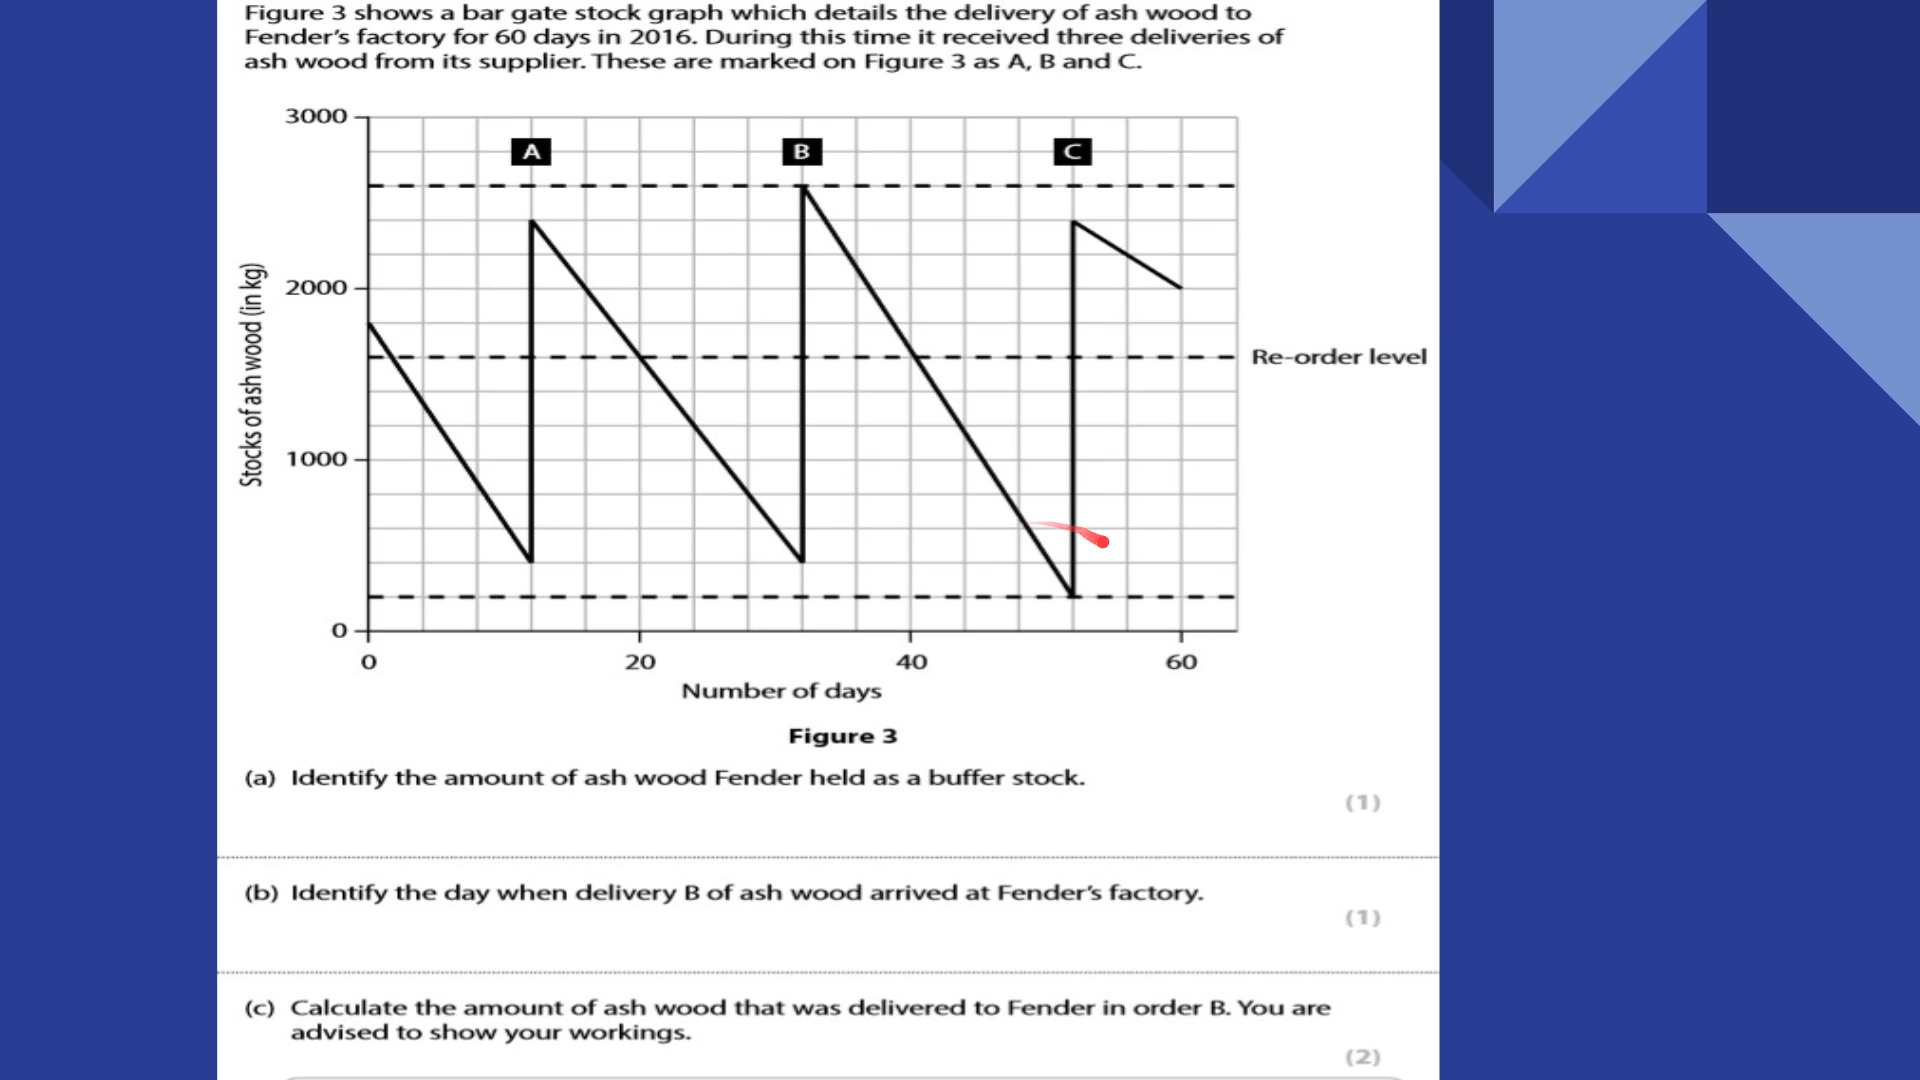 Figure 3 shows a bar gate stock graph which details the delivery of ash wood to
Fender's factory for 60 days in 2016. During this time it received three deliveries of
ash wood from its supplier. These are marked on Figure 3 as A, B and C.
3000
A
B
C
2000
Stocks of ash wood (in kg)
Re-order level
1000
0
0
20
40
60
Number of days
Figure 3
(a) Identify the amount of ash wood Fender held as a buffer stock.
(1)
(b) Identify the day when delivery B of ash wood arrived at Fender's factory.
(1)
(c) Calculate the amount of ash wood that was delivered to Fender in order B. You are
advised to show your workings.
(2)